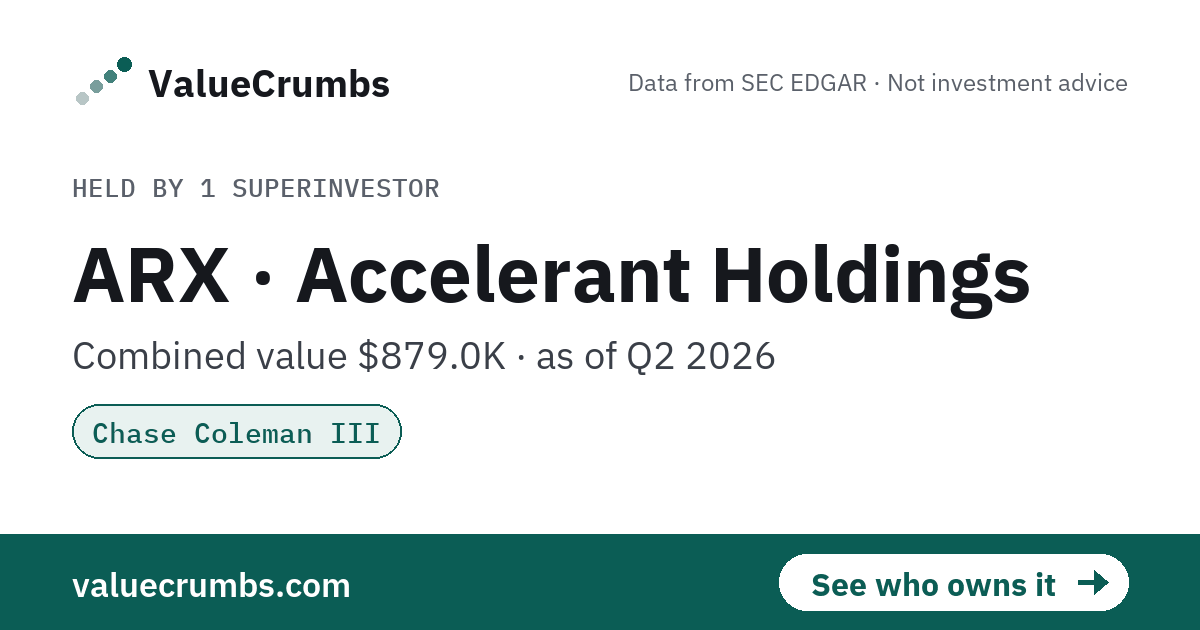 ValueCrumbs
Data from SEC EDGAR · Not investment advice
HELD BY 1 SUPERINVESTOR
ARX · Accelerant Holdings
Combined value $879.0K · as of Q2 2026
Chase Coleman III
valuecrumbs.com
See who owns it →